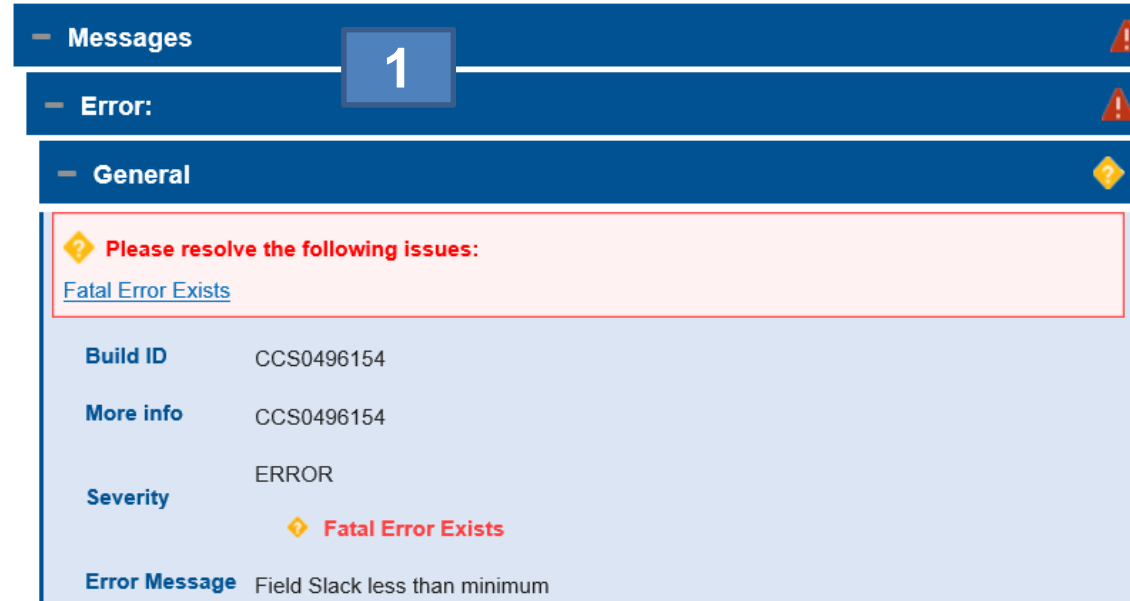 Messages
1
Error:
General
Please resolve the following issues:
Fatal Error Exists
Build ID CCS0496154
More info CCS0496154
ERROR
Severity
Fatal Error Exists
Error Message Field Slack less than minimum